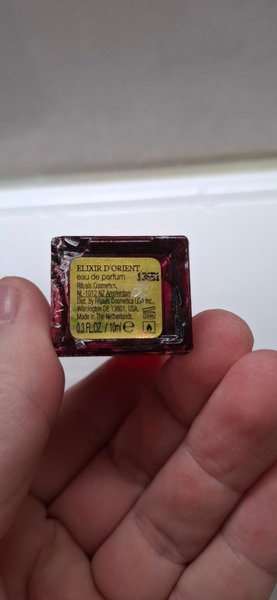 ELIXIR D'ORIENT
eau de parfum
Rituals Cosmetics,
NL 1012 NZ Amsterdam
Dist. by Rituals Cosmetics USA Inc.,
Wilmington DE 13801, USA
Made in The Netherlands.
0.3 FL.OZ. / 10ml e